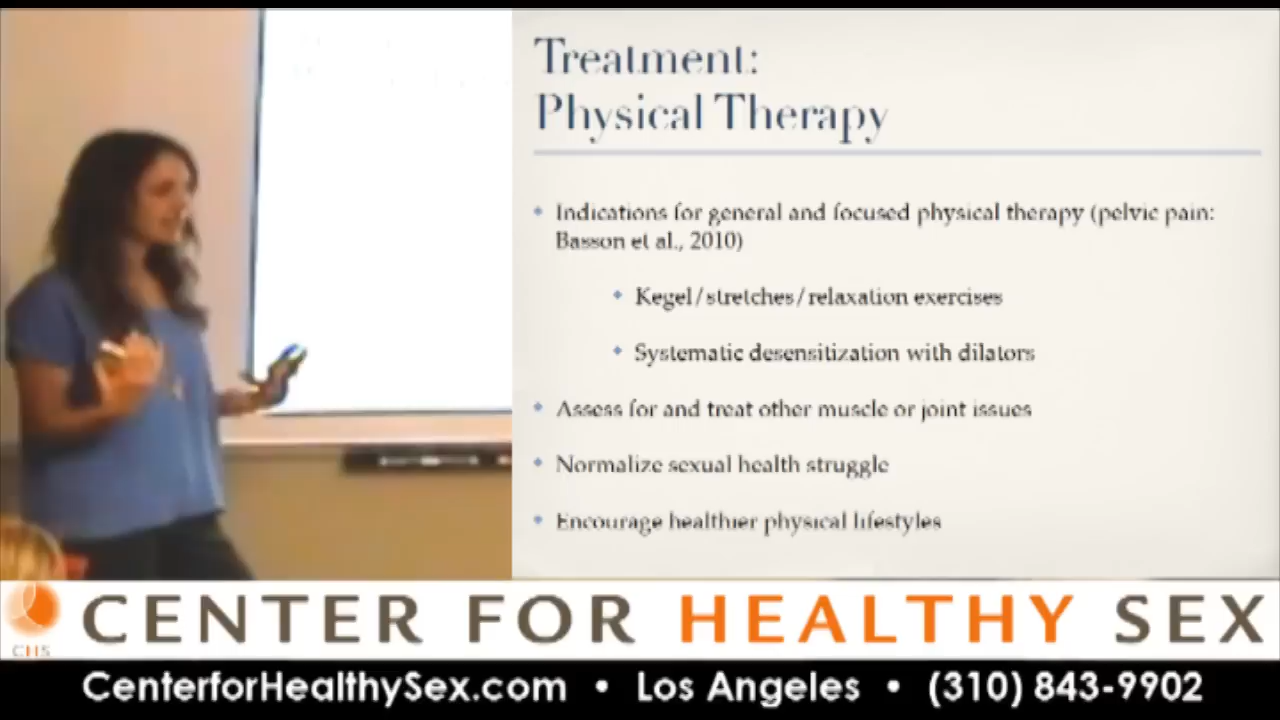 Treatment:
Physical Therapy
Indications for general and focused physical therapy (pelvic pain:
Basson et al., 2010)
Kegel/stretches/relaxation exercises
Systematic desensitization with dilators
Assess for and treat other muscle or joint issues
Normalize sexual health struggle
Encourage healthier physical lifestyles
CHS
CENTER FOR HEALTHY SEX
CenterforHealthySex.com • Los Angeles • (310) 843-9902